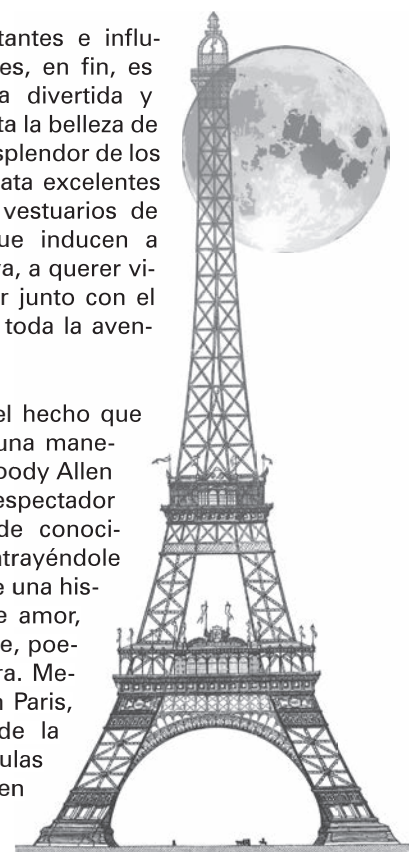 tantes e influ-
es, en fin, es
a divertida y
ta la belleza de
splendor de los
ata excelentes
vestuarios de
ue inducen a
a, a querer vi-
r junto con el
toda la aven-
el hecho que
una mane-
oody Allen
espectador
de conoci-
atrayéndole
e una his-
e amor,
e, poe-
ra. Me-
n Paris,
de la
ulas
en